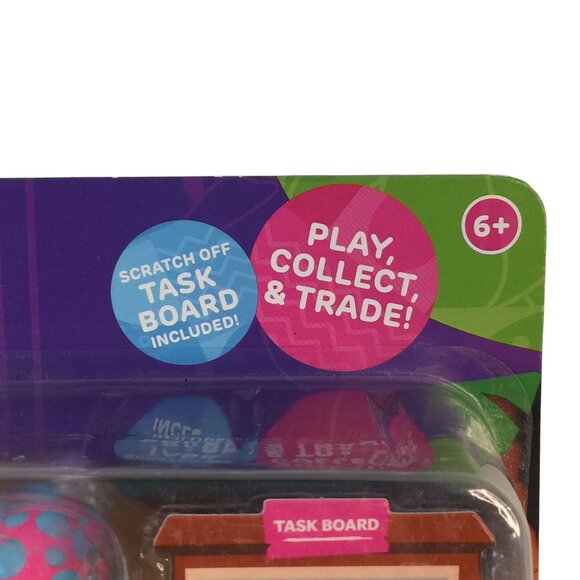 SCRATCH OFF
TASK
BOARD
INCLUDED!
PLAY,
COLLECT,
& TRADE!
6+
TASK BOARD